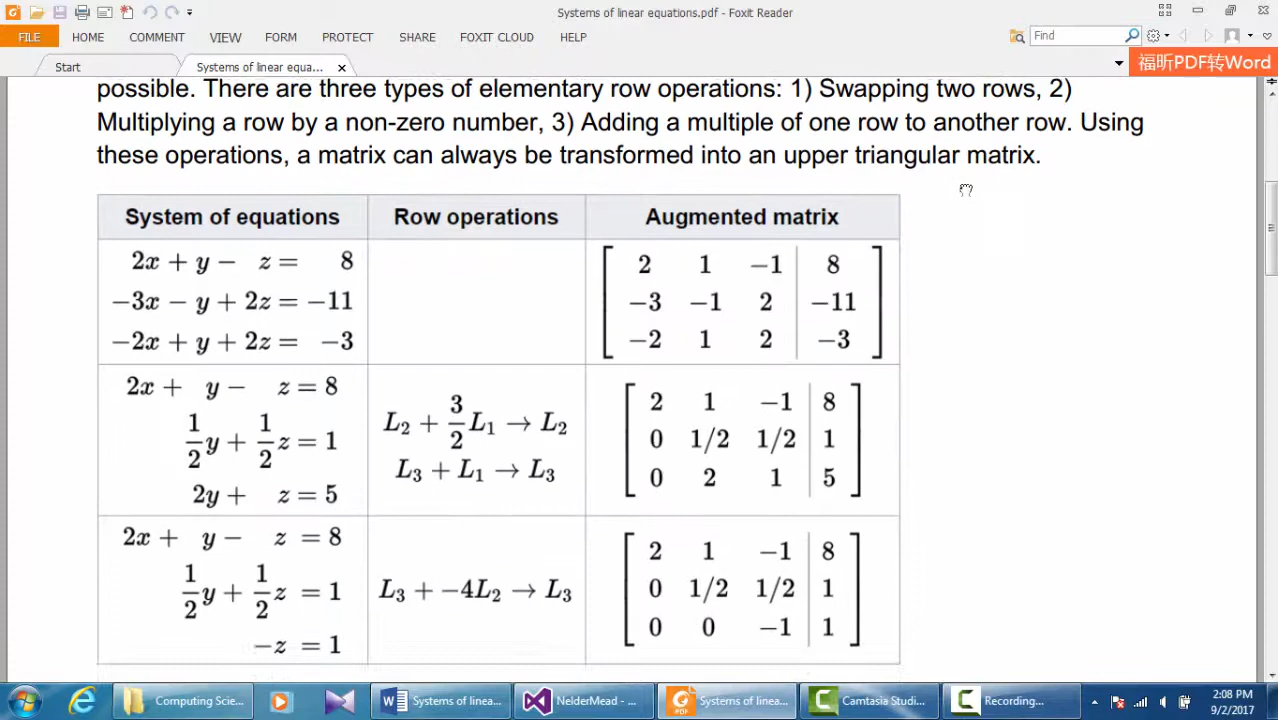 Systems of linear equations.pdf - Foxit Reader
FILE HOME COMMENT VIEW FORM PROTECT SHARE FOXIT CLOUD HELP Find
Start Systems of linear equa... 福昕PDF转Word
possible. There are three types of elementary row operations: 1) Swapping two rows, 2)
Multiplying a row by a non-zero number, 3) Adding a multiple of one row to another row. Using
these operations, a matrix can always be transformed into an upper triangular matrix.
System of equations Row operations Augmented matrix
2x + y − z = 8
−3x − y + 2z = −11
−2x + y + 2z = −3
2 1 −1 8
−3 −1 2 −11
−2 1 2 −3
2x + y − z = 8
1/2 y + 1/2 z = 1
2y + z = 5
L₂ + 3/2 L₁ → L₂
L₃ + L₁ → L₃
2 1 −1 8
0 1/2 1/2 1
0 2 1 5
2x + y − z = 8
1/2 y + 1/2 z = 1
−z = 1
L₃ + −4L₂ → L₃
2 1 −1 8
0 1/2 1/2 1
0 0 −1 1
Computing Scie... Systems of linea... NelderMead - ... Systems of linea... Camtasia Studi... Recording... 2:08 PM
9/2/2017